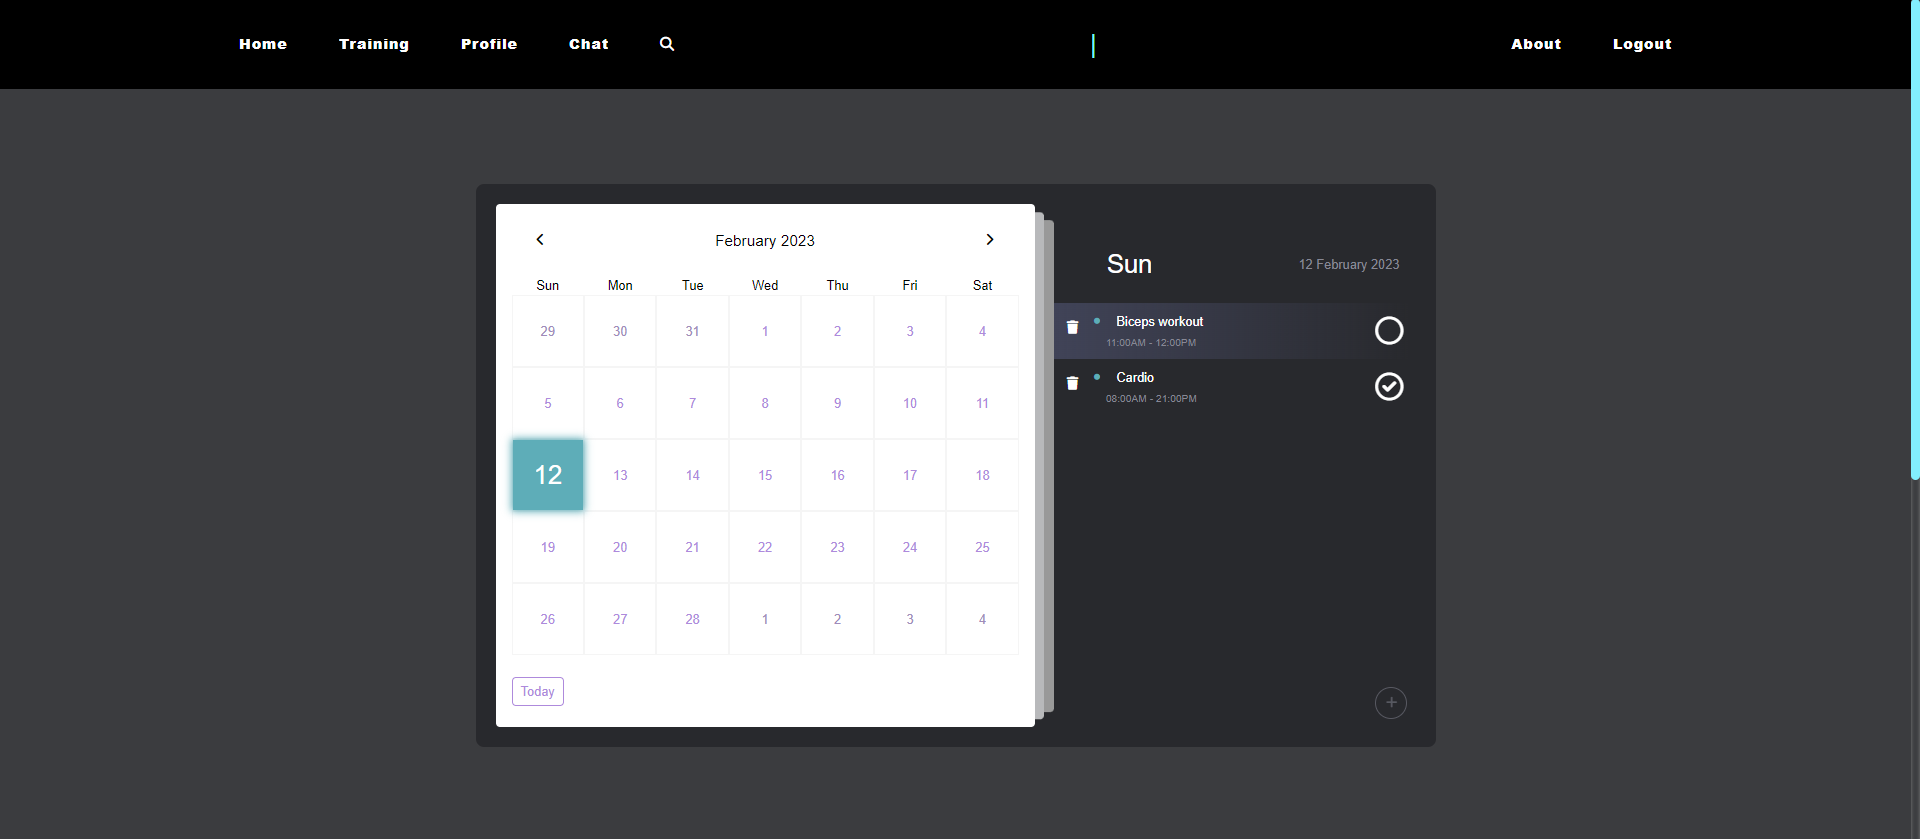 Home Training Profile Chat About Logout
February 2023
Sun Mon Tue Wed Thu Fri Sat
29 30 31 1 2 3 4
5 6 7 8 9 10 11
12 13 14 15 16 17 18
19 20 21 22 23 24 25
26 27 28 1 2 3 4
Today
Sun 12 February 2023
Biceps workout
11:00AM - 12:00PM
Cardio
08:00AM - 21:00PM